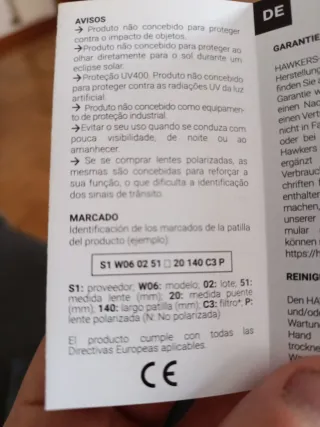 AVISOS
→ Produto não concebido para proteger
contra o impacto de objetos.
→Produto não concebido para proteger ao
olhar diretamente para o sol durante um
eclipse solar.
→Proteção UV400. Produto não concebido
para proteger contra as radiações UV da luz
artificial.
→ Produto não concebido como equipamen-
to de proteção industrial.
→Evitar o seu uso quando se conduza com
pouca visibilidade, de noite ou ao
amanhecer.
→ Se se comprar lentes polarizadas, as
mesmas são concebidas para reforçar a
sua função, o que dificulta a identificação
dos sinais de trânsito.
MARCADO
Identificación de los marcados de la patilla
del producto (ejemplo):
S1 W06 02 51 □ 20 140 C3 P
S1: proveedor; W06: modelo, 02: lote; 51:
medida lente (mm); 20: medida puente
(mm), 140: largo patilla (mm); C3: filtro*, P:
lente polarizada (N: No polarizada)
El producto cumple con todas las
Directivas Europeas aplicables.
CE
DE
GARANTIE
HAWKERS-
Herstellung
finden Sie a
Garantie w
einen Nac
einen Vert
nicht in Fa
oder bei
Hawkers
ergänzt
Verbrauc
chriften f
enthalter
machen,
unserer
mular
können s
https://h
REINIG
Den HA
und/ode
Wartun
Hand
trockne
Wartun